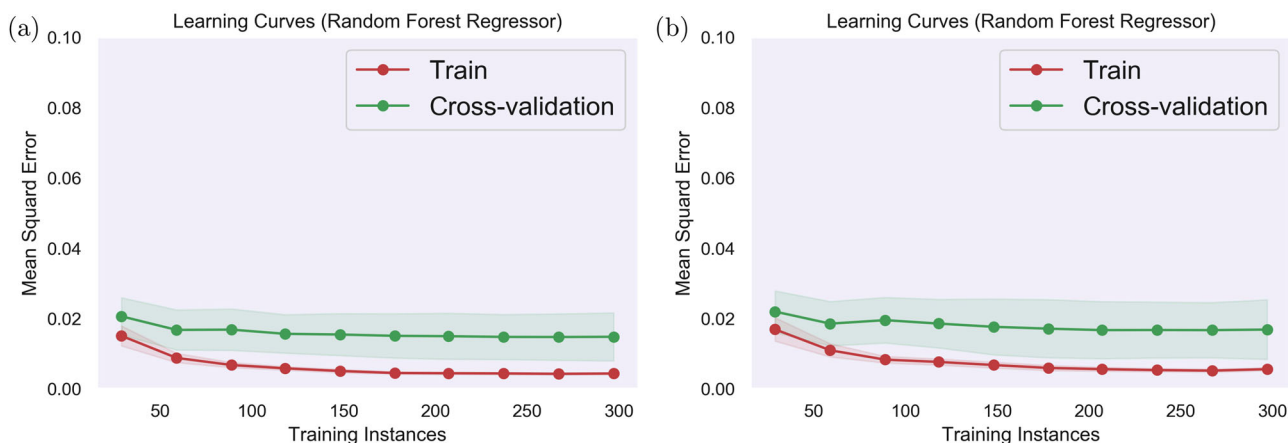 (a)
Learning Curves (Random Forest Regressor)
0.10
0.08
0.06
0.04
0.02
0.00
Mean Squard Error
Train
Cross-validation
50 100 150 200 250 300
Training Instances
(b)
Learning Curves (Random Forest Regressor)
0.10
0.08
0.06
0.04
0.02
0.00
Mean Squard Error
Train
Cross-validation
50 100 150 200 250 300
Training Instances